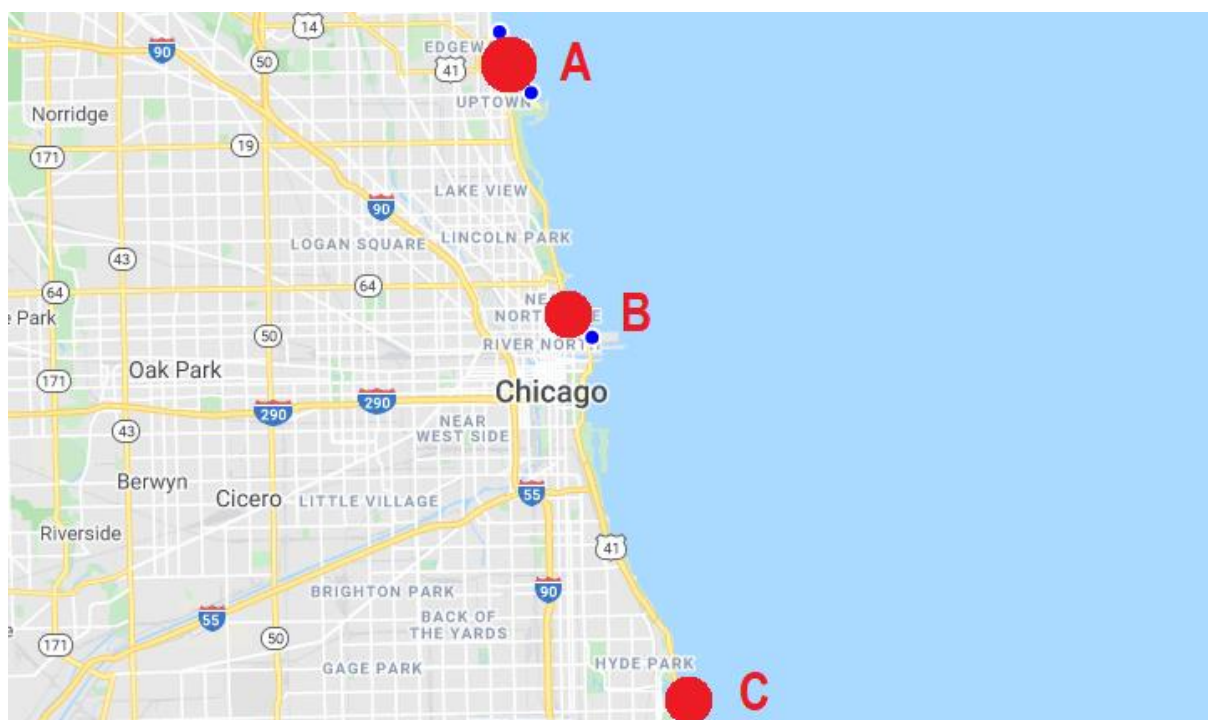 14
EDGEW
A
90
50
41
UPTOWN
Norridge
171
19
LAKE VIEW
90
LOGAN SQUARE
LINCOLN PARK
43
64
64
NE
B
e Park
NORT
E
50
RIVER NORTH
Oak Park
171
Chicago
290
290
43
NEAR
WEST SIDE
Berwyn
Cicero
LITTLE VILLAGE
55
Riverside
41
90
BRIGHTON PARK
55
BACK OF
THE YARDS
171
50
GAGE PARK
HYDE PARK
C